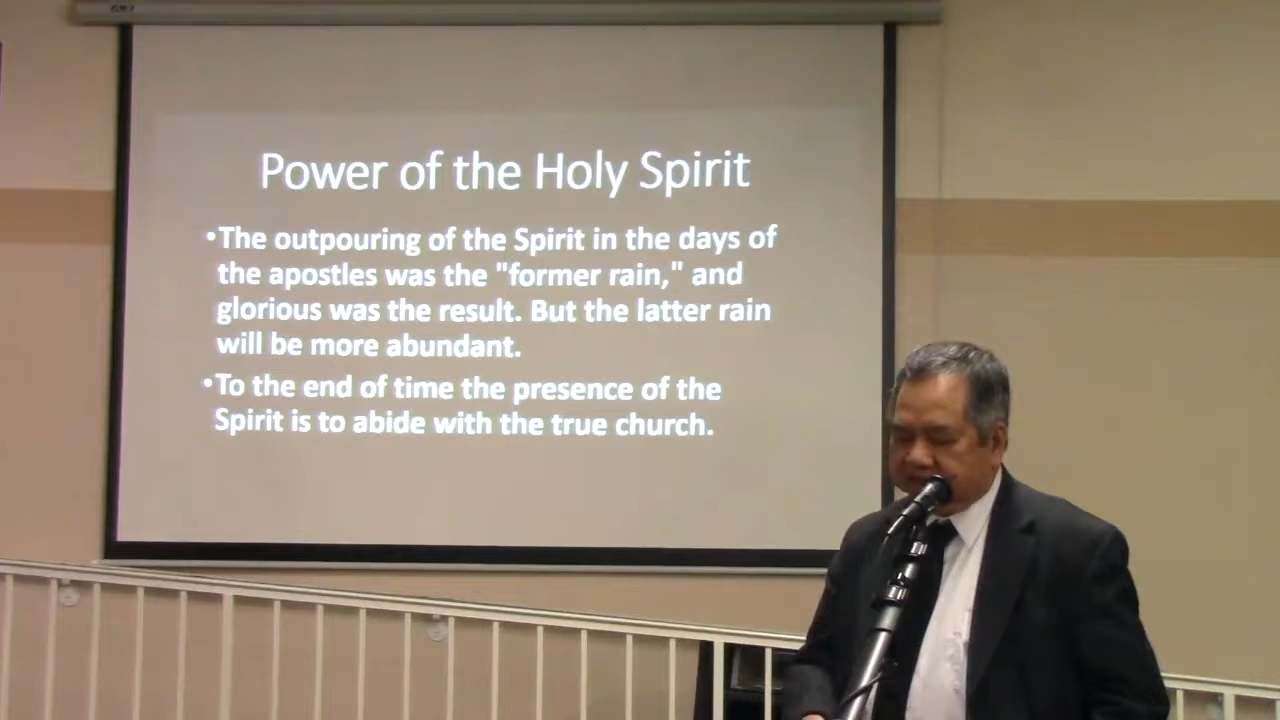 Power of the Holy Spirit
•The outpouring of the Spirit in the days of
the apostles was the "former rain," and
glorious was the result. But the latter rain
will be more abundant.
•To the end of time the presence of the
Spirit is to abide with the true church.